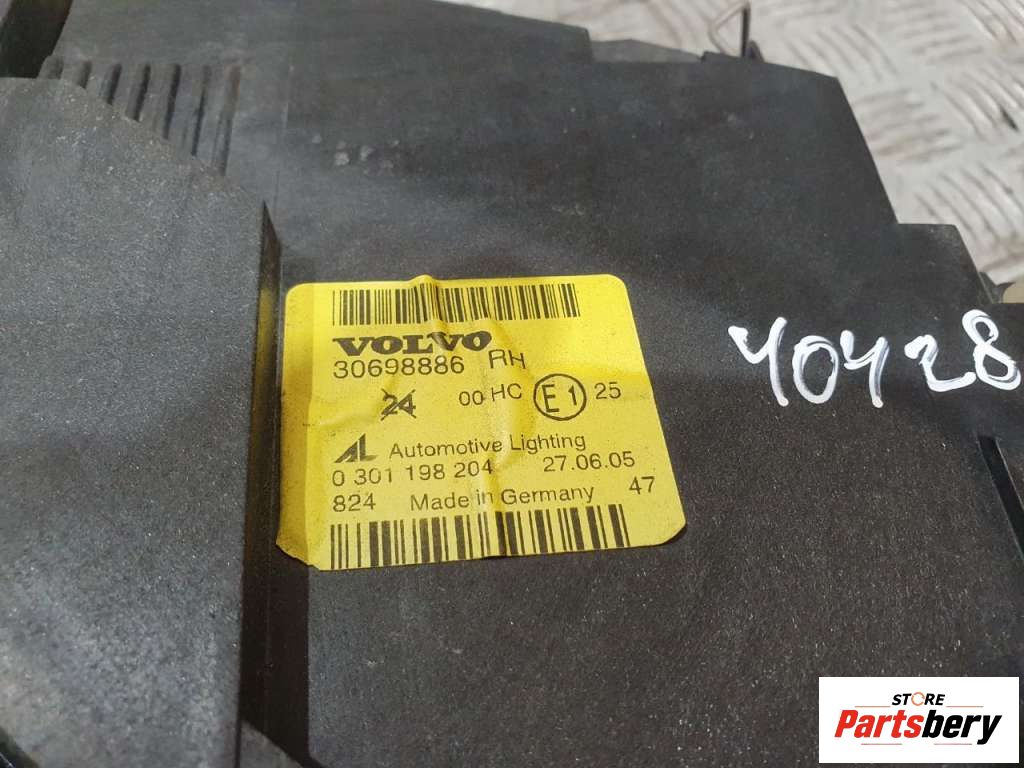 VOLVO
30698886 RH
24 00 HC E1 25
AL Automotive Lighting
0 301 198 204 27.06.05
824 Made in Germany 47
40428
STORE
Partsbery